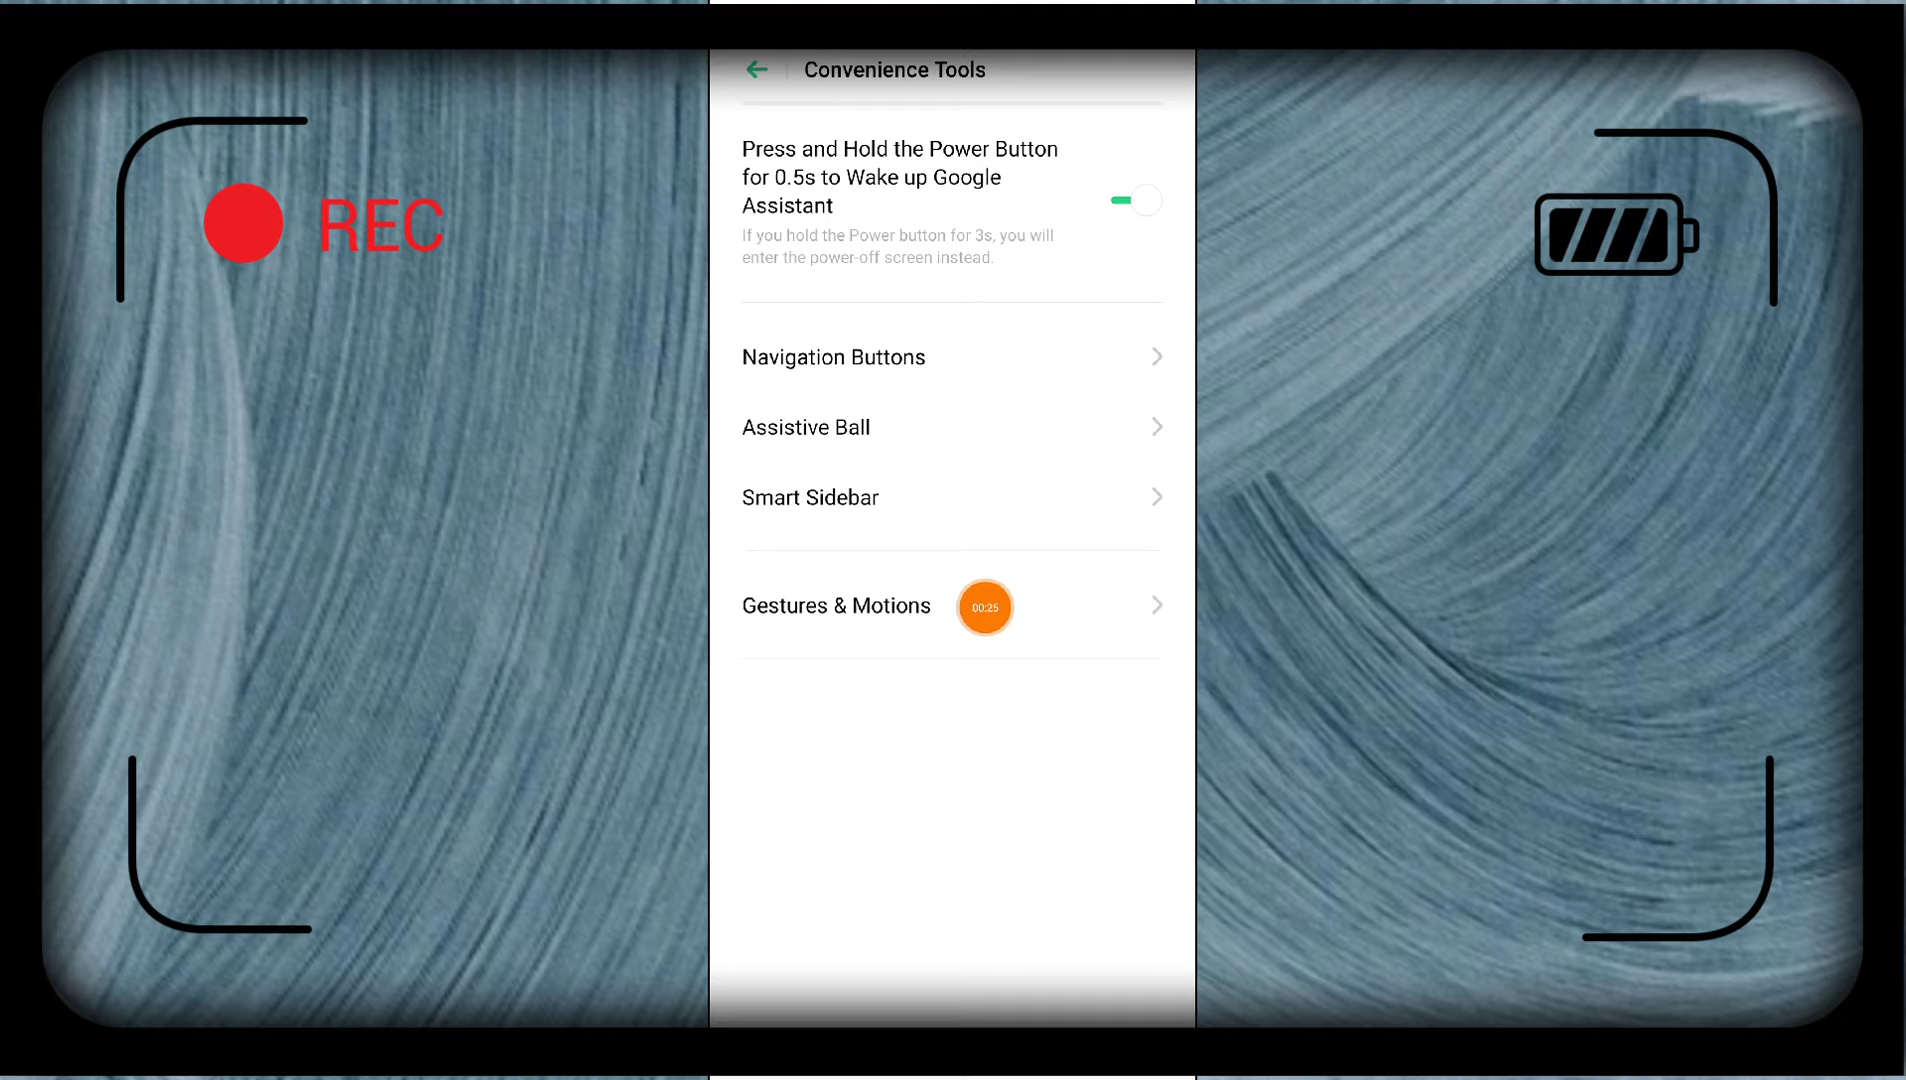 Convenience Tools
REC
Press and Hold the Power Button
for 0.5s to Wake up Google
Assistant
If you hold the Power button for 3s, you will
enter the power-off screen instead.
Navigation Buttons
Assistive Ball
Smart Sidebar
Gestures & Motions
00:25